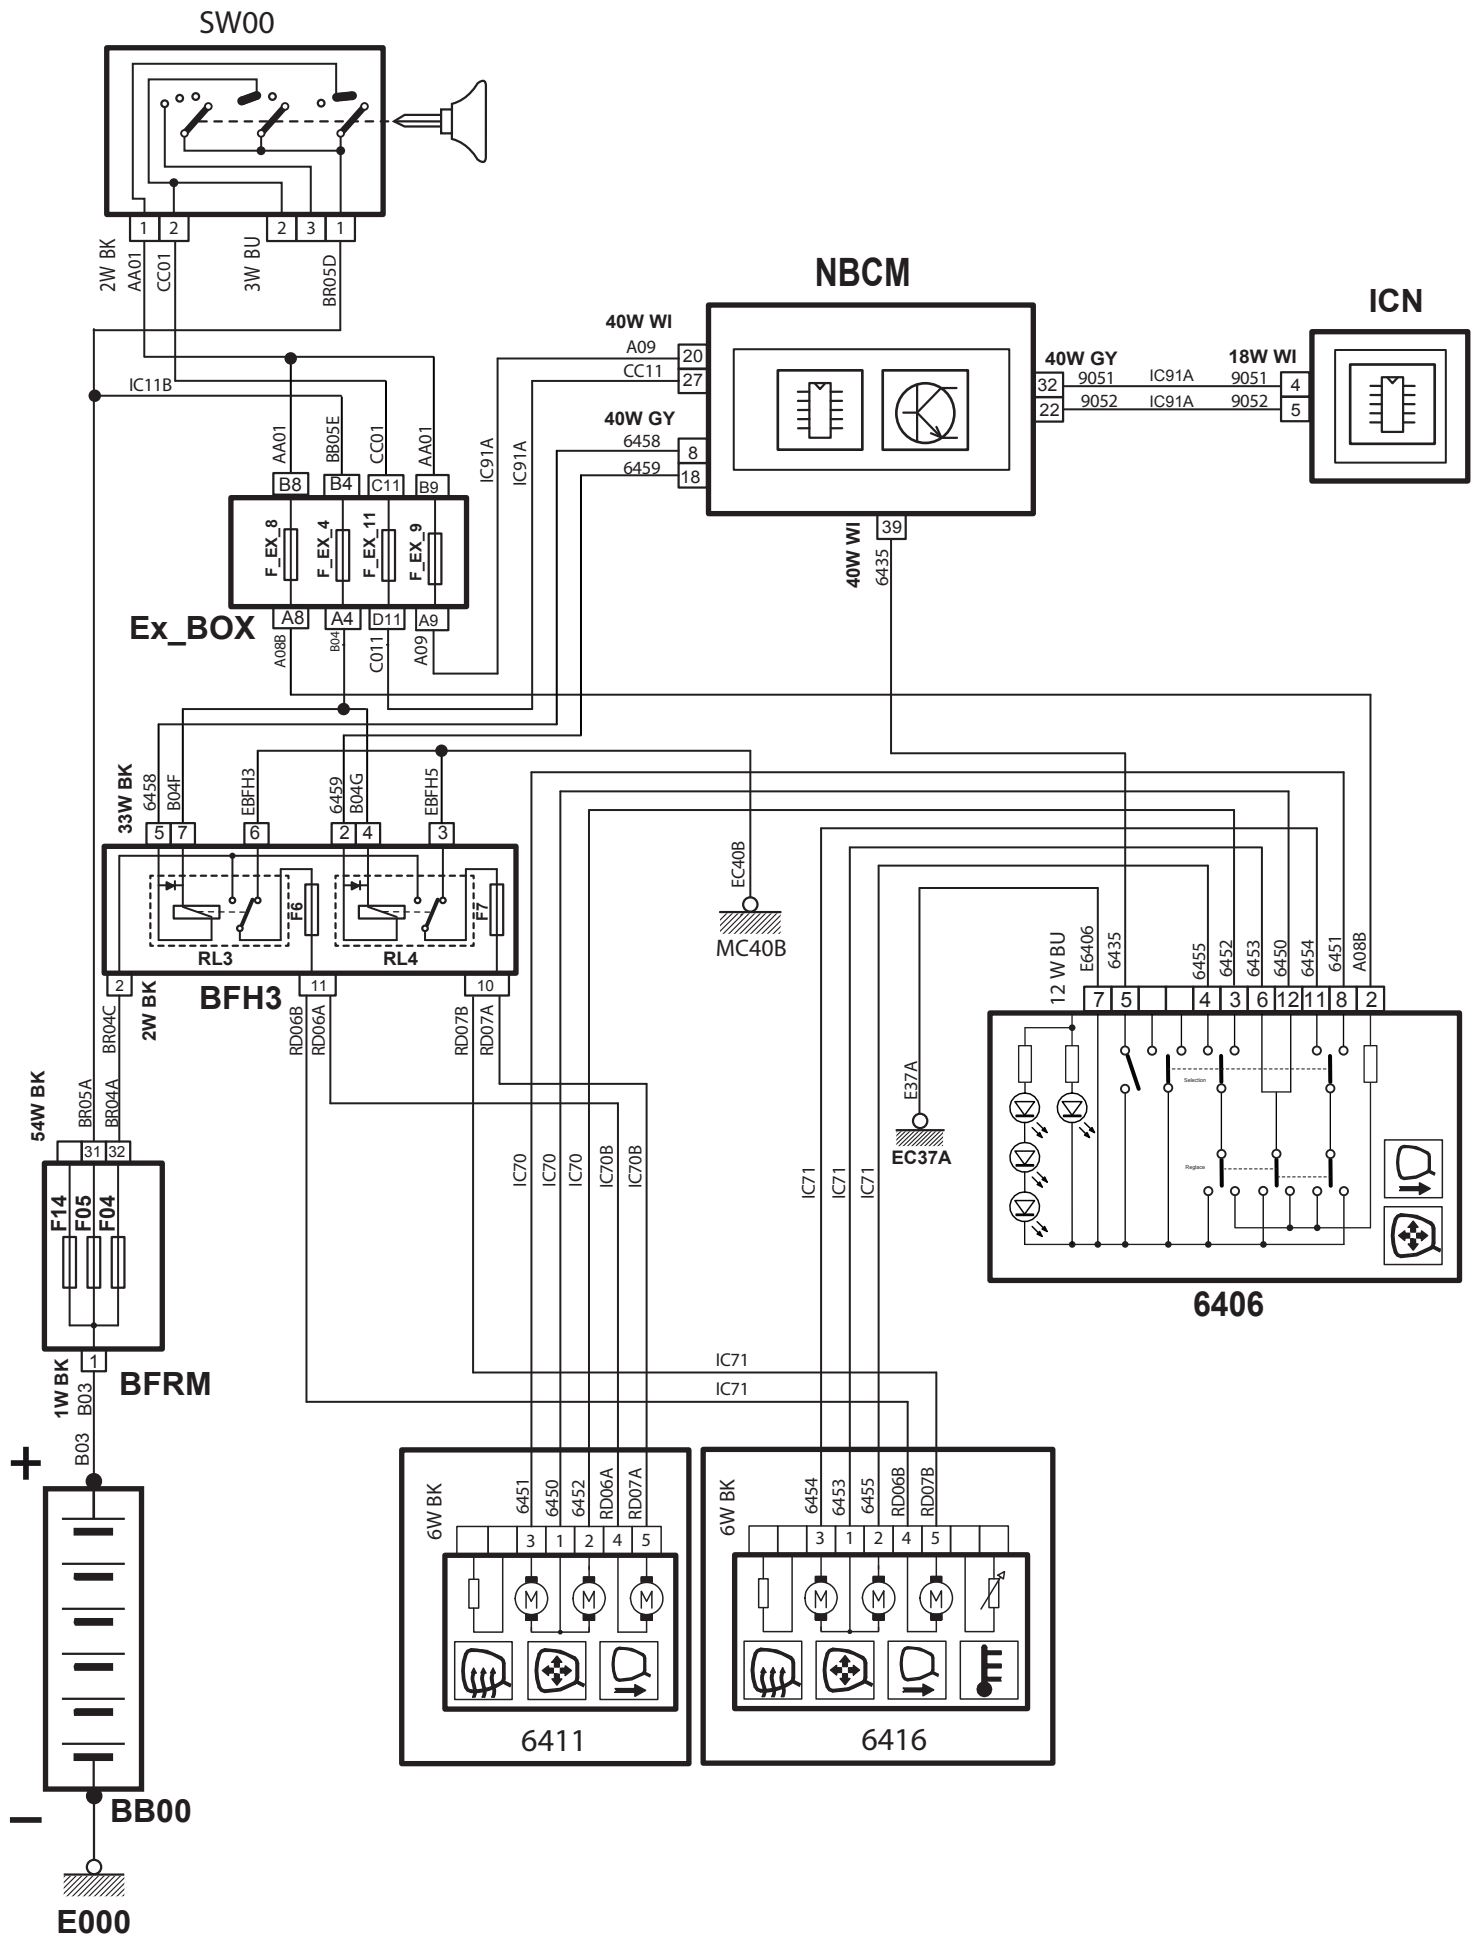 SW00
1
2
2
3
1
2W BK
AA01
CC01
3W BU
BR05D
NBCM
ICN
40W WI
A09
20
CC11
27
40W GY
6458
8
6459
18
40W GY
32
9051
IC91A
22
9052
IC91A
18W WI
9051
4
9052
5
39
40W WI
6435
IC11B
AA01
BB05E
CC01
AA01
IC91A
IC91A
B8
B4
C11
B9
F_EX_8
F_EX_4
F_EX_11
F_EX_9
A8
A4
D11
A9
Ex_BOX
A08B
B04
C011
A09
33W BK
6458
B04F
EBFH3
6459
B04G
EBFH5
5
7
6
2
4
3
F6
F7
RL3
RL4
2
11
10
BFH3
2W BK
BR04C
RD06B
RD06A
RD07B
RD07A
EC40B
MC40B
E37A
EC37A
12 W BU
E6406
6435
6455
6452
6453
6450
6454
6451
A08B
7
5
4
3
6
12
11
8
2
Selection
Reglace
6406
54W BK
BR05A
BR04A
31
32
F14
F05
F04
1
BFRM
1W BK
B03
B03
+
−
BB00
E000
IC70
IC70
IC70
IC70B
IC70B
IC71
IC71
IC71
IC71
IC71
6W BK
6451
6450
6452
RD06A
RD07A
3
1
2
4
5
M
M
M
6411
6W BK
6454
6453
6455
RD06B
RD07B
3
1
2
4
5
M
M
M
6416